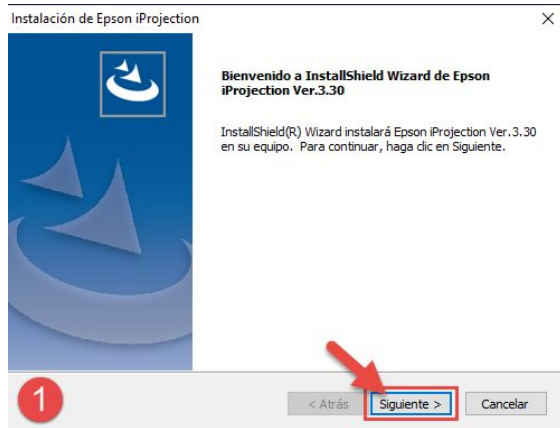 Instalación de Epson iProjection
Bienvenido a InstallShield Wizard de Epson
iProjection Ver.3.30
InstallShield(R) Wizard instalará Epson iProjection Ver.3.30
en su equipo. Para continuar, haga clic en Siguiente.
1
< Atrás
Siguiente >
Cancelar